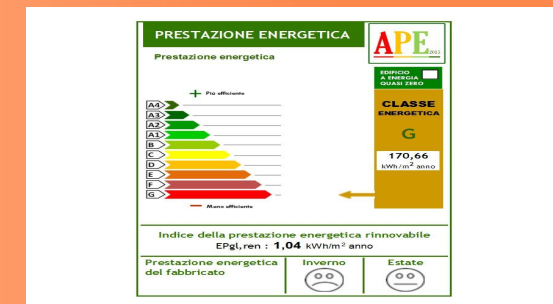 PRESTAZIONE ENERGETICA
APE 2015
Prestazione energetica
EDIFICIO
A ENERGIA
QUASI ZERO
Più efficiente
CLASSE
ENERGETICA
G
170,66
kWh/m² anno
A4
A3
A2
A1
B
C
D
E
F
G
Meno efficiente
Indice della prestazione energetica rinnovabile
EPgl,ren : 1,04 kWh/m² anno
Prestazione energetica
del fabbricato
Inverno
Estate